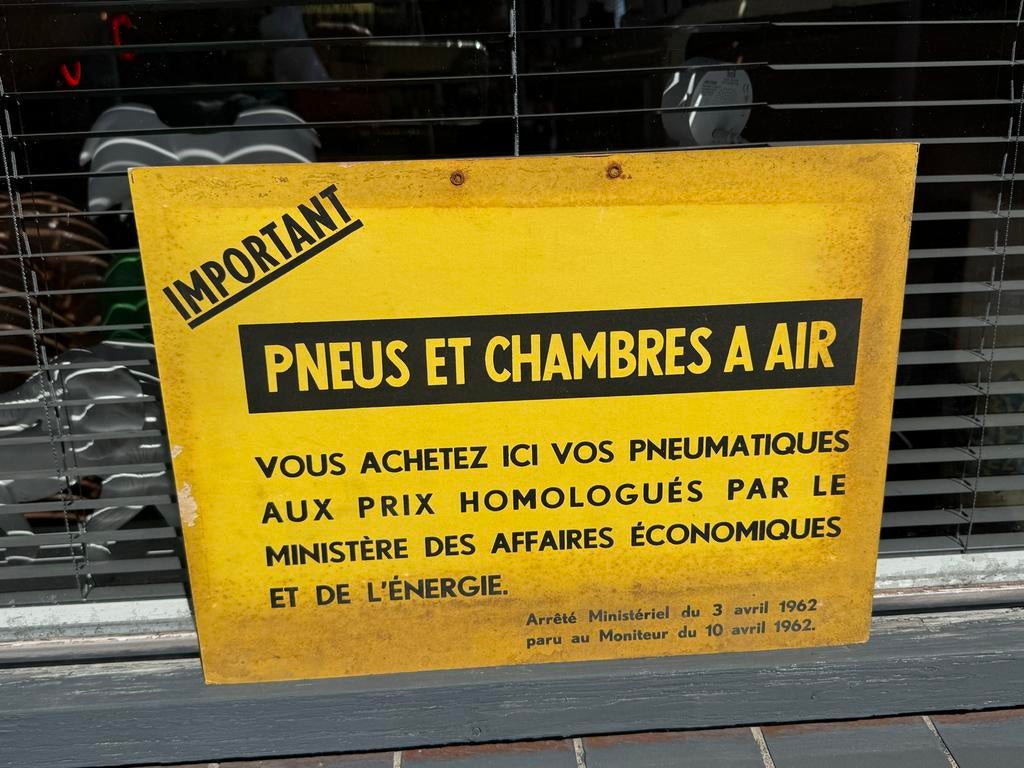 IMPORTANT
PNEUS ET CHAMBRES A AIR
VOUS ACHETEZ ICI VOS PNEUMATIQUES
AUX PRIX HOMOLOGUÉS PAR LE
MINISTÈRE DES AFFAIRES ÉCONOMIQUES
ET DE L'ÉNERGIE.
Arrêté Ministériel du 3 avril 1962
paru au Moniteur du 10 avril 1962.